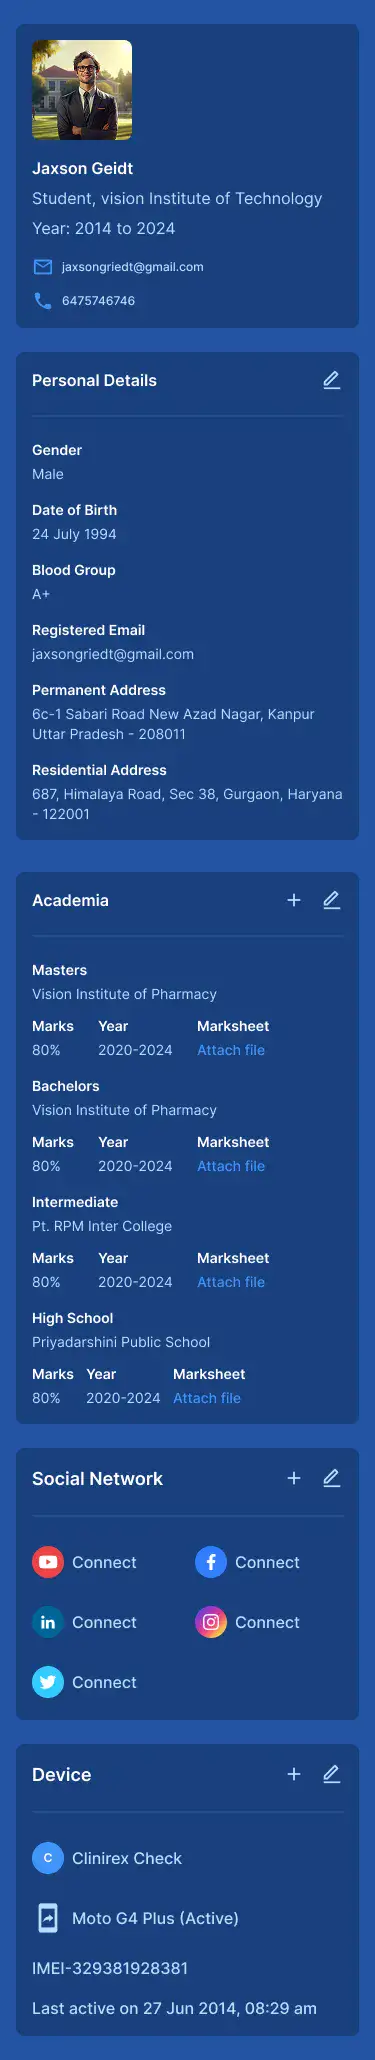 Jaxson Geidt
Student, vision Institute of Technology
Year: 2014 to 2024
jaxsongriedt@gmail.com
6475746746
Personal Details
Gender
Male
Date of Birth
24 July 1994
Blood Group
A+
Registered Email
jaxsongriedt@gmail.com
Permanent Address
6c-1 Sabari Road New Azad Nagar, Kanpur
Uttar Pradesh - 208011
Residential Address
687, Himalaya Road, Sec 38, Gurgaon, Haryana
- 122001
Academia
Masters
Vision Institute of Pharmacy
Marks Year Marksheet
80% 2020-2024 Attach file
Bachelors
Vision Institute of Pharmacy
Marks Year Marksheet
80% 2020-2024 Attach file
Intermediate
Pt. RPM Inter College
Marks Year Marksheet
80% 2020-2024 Attach file
High School
Priyadarshini Public School
Marks Year Marksheet
80% 2020-2024 Attach file
Social Network
Connect Connect
in Connect Connect
Connect
Device
C Clinirex Check
Moto G4 Plus (Active)
IMEI-329381928381
Last active on 27 Jun 2014, 08:29 am